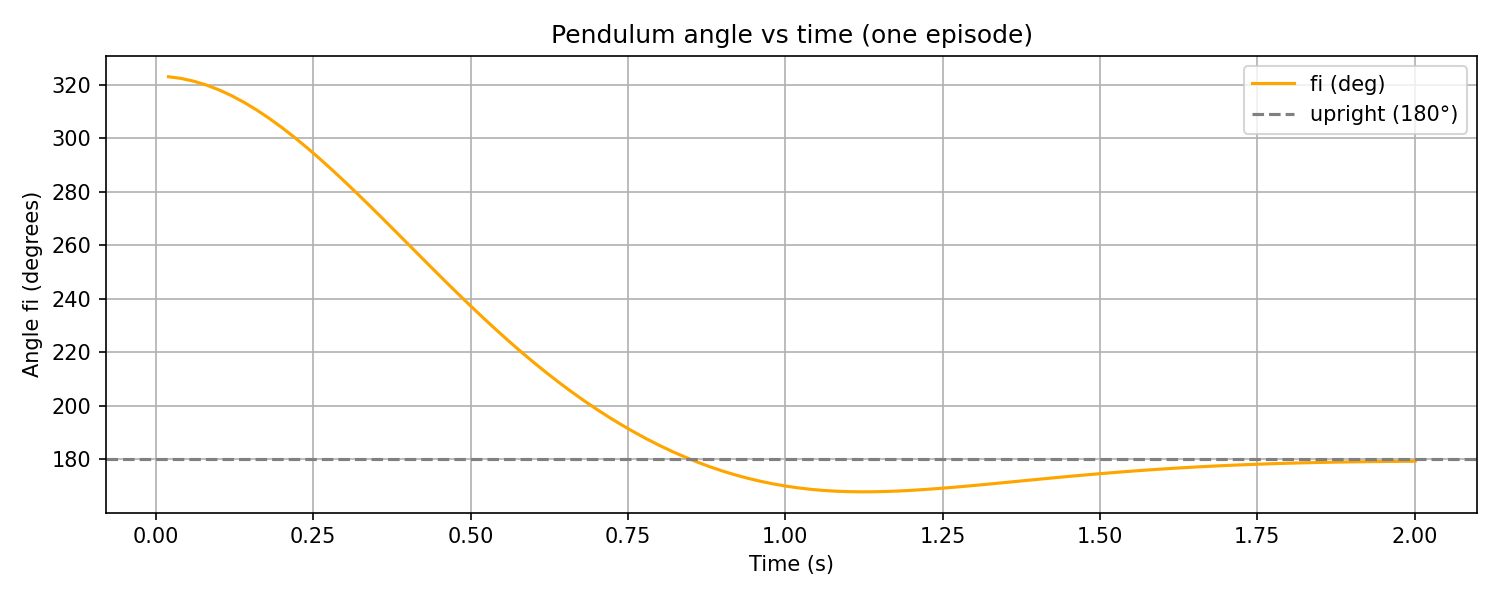 Pendulum angle vs time (one episode)
fi (deg)
upright (180°)
Angle fi (degrees)
320
300
280
260
240
220
200
180
0.00 0.25 0.50 0.75 1.00 1.25 1.50 1.75 2.00
Time (s)